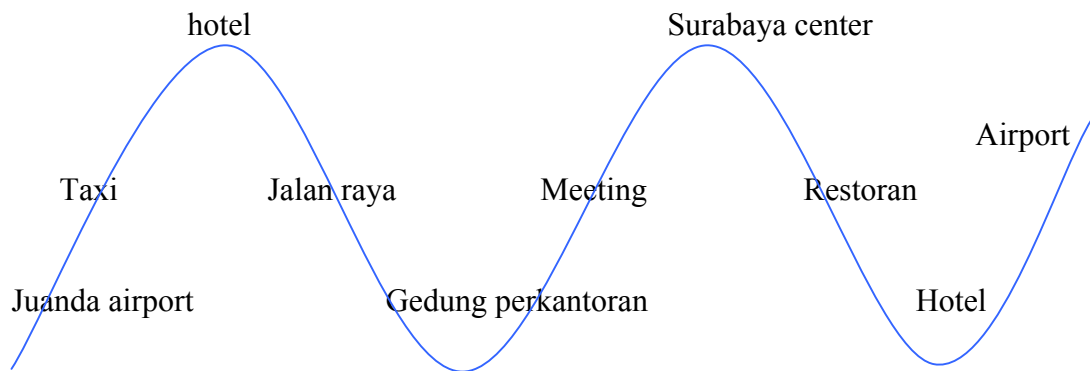 hotel
Surabaya center
Airport
Taxi
Jalan raya
Meeting
Restoran
Juanda airport
Gedung perkantoran
Hotel